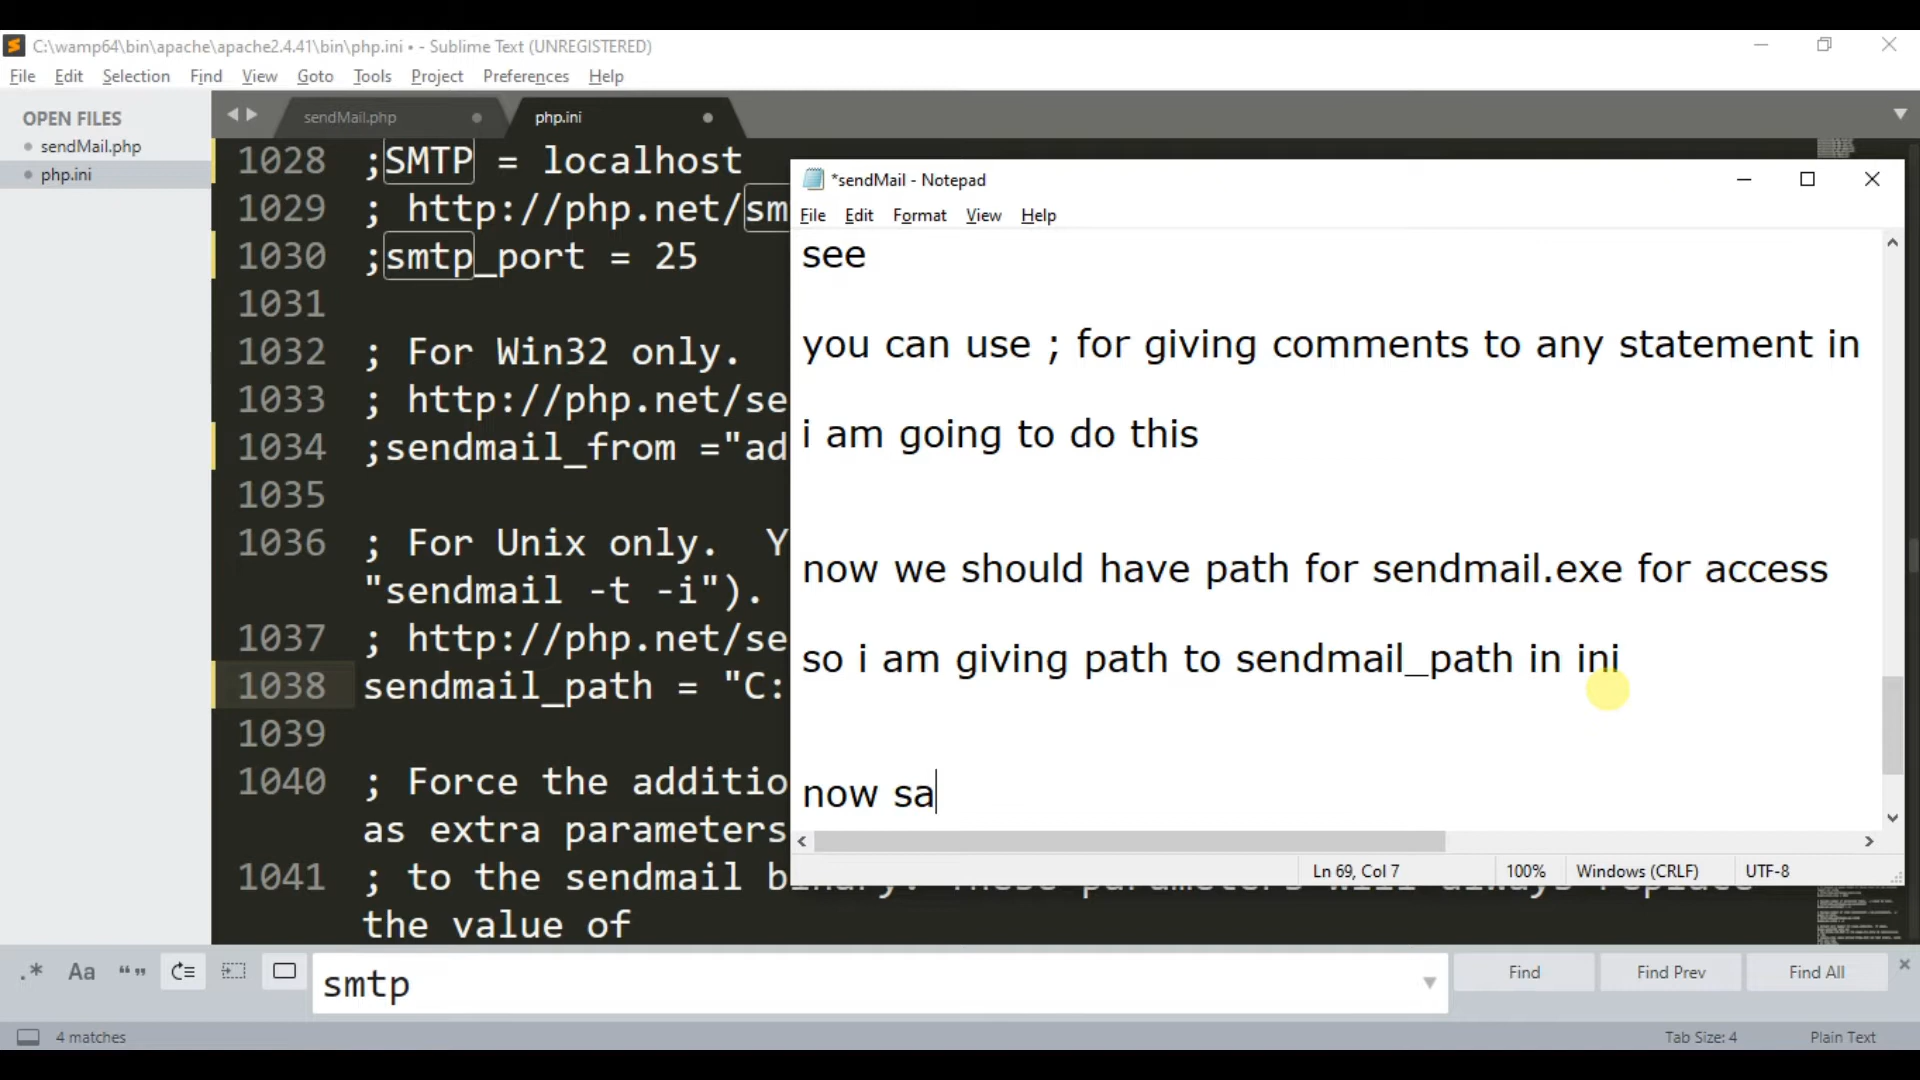 C:\wamp64\bin\apache\apache2.4.41\bin\php.ini • - Sublime Text (UNREGISTERED)
File Edit Selection Find View Goto Tools Project Preferences Help
OPEN FILES
sendMail.php
php.ini
sendMail.php
php.ini
1028 ;SMTP = localhost
1029 ; http://php.net/sm
1030 ;smtp_port = 25
1031
1032 ; For Win32 only.
1033 ; http://php.net/se
1034 ;sendmail_from ="ad
1035
1036 ; For Unix only. Y
"sendmail -t -i").
1037 ; http://php.net/se
1038 sendmail_path = "C:
1039
1040 ; Force the additio
as extra parameters
1041 ; to the sendmail binary. These parameters will always replace
the value of
*sendMail - Notepad
File Edit Format View Help
see
you can use ; for giving comments to any statement in
i am going to do this
now we should have path for sendmail.exe for access
so i am giving path to sendmail_path in ini
now sa
Ln 69, Col 7
100%
Windows (CRLF)
UTF-8
.* Aa “ ”
smtp
Find
Find Prev
Find All
4 matches
Tab Size: 4
Plain Text